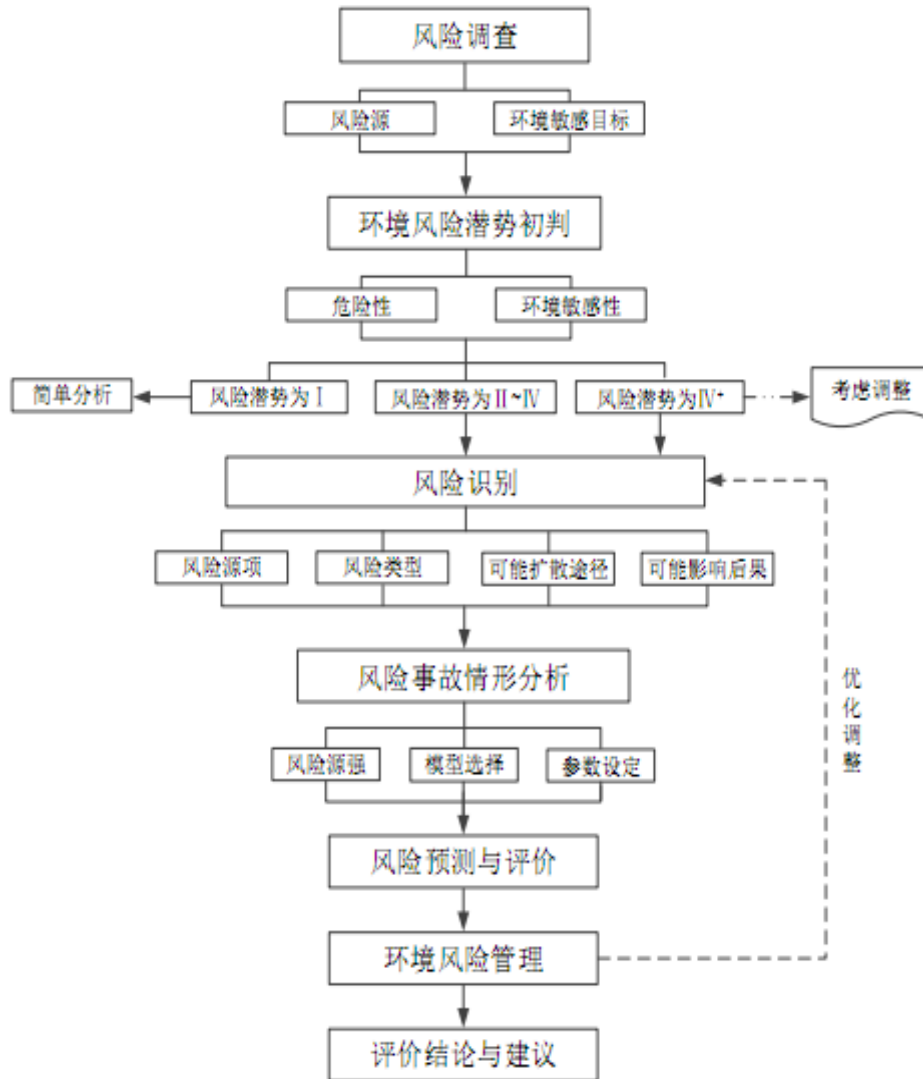 风险调查
风险源
环境敏感目标
环境风险潜势初判
危险性
环境敏感性
简单分析
风险潜势为Ⅰ
风险潜势为Ⅱ~Ⅳ
风险潜势为Ⅳ+
考虑调整
风险识别
风险源项
风险类型
可能扩散途径
可能影响后果
风险事故情形分析
优化调整
风险源强
模型选择
参数设定
风险预测与评价
环境风险管理
评价结论与建议